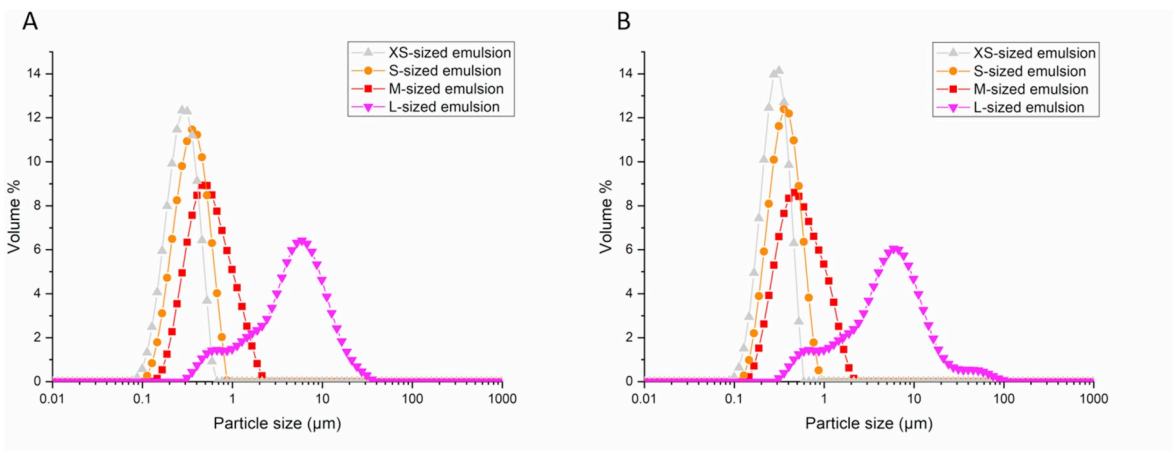 A
XS-sized emulsion
S-sized emulsion
M-sized emulsion
L-sized emulsion
Volume %
14
12
10
8
6
4
2
0
0.01
0.1
1
10
100
1000
Particle size (µm)
B
XS-sized emulsion
S-sized emulsion
M-sized emulsion
L-sized emulsion
Volume %
14
12
10
8
6
4
2
0
0.01
0.1
1
10
100
1000
Particle size (µm)